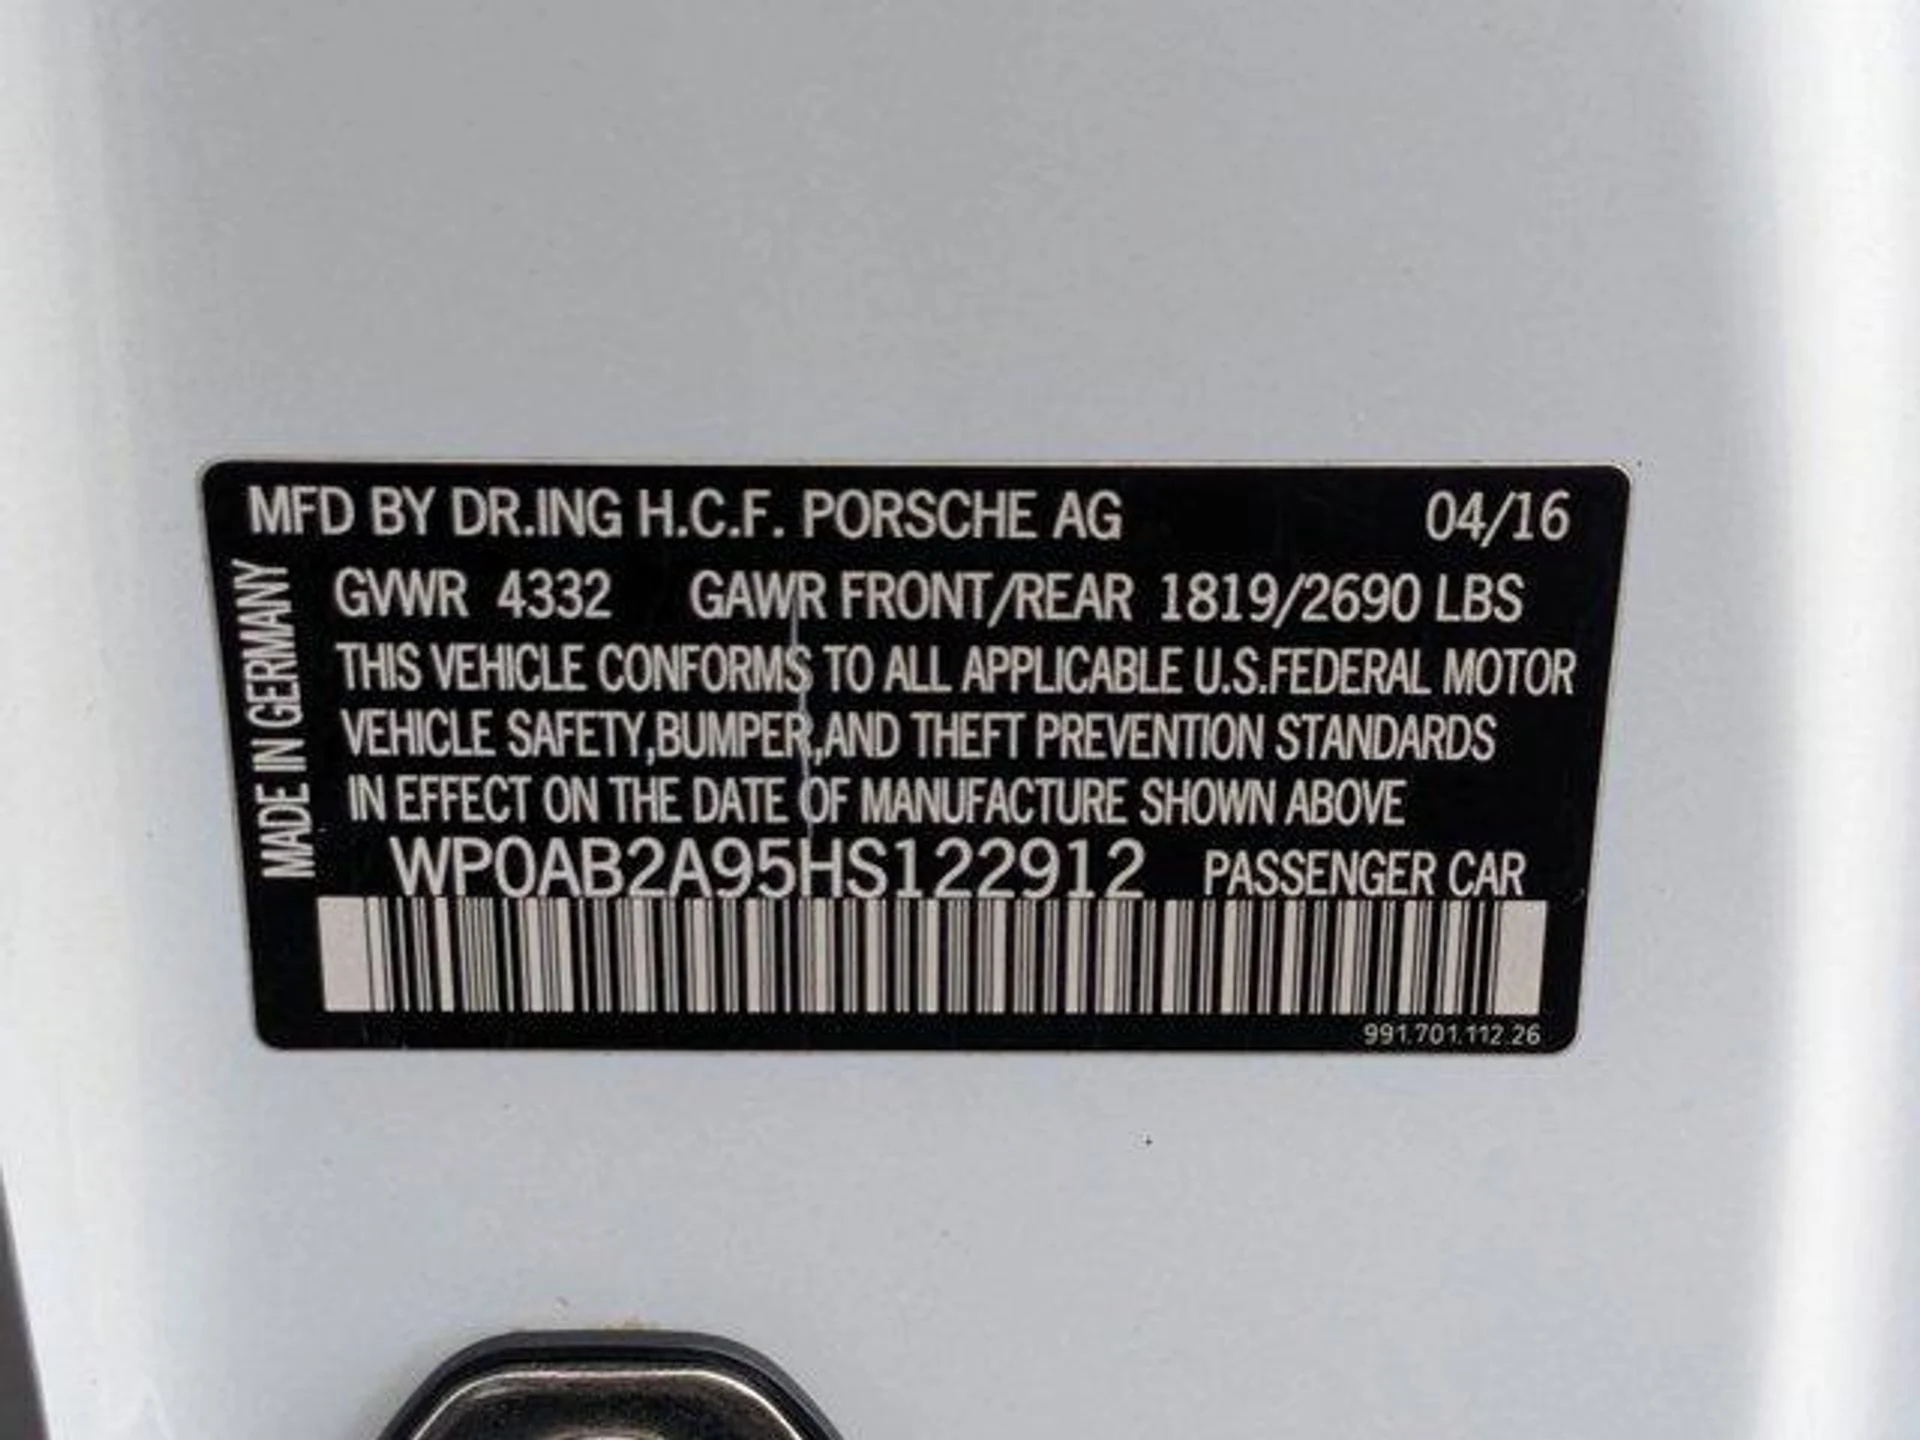 MFD BY DR.ING H.C.F. PORSCHE AG 04/16
GVWR 4332 GAWR FRONT/REAR 1819/2690 LBS
THIS VEHICLE CONFORMS TO ALL APPLICABLE U.S.FEDERAL MOTOR
VEHICLE SAFETY,BUMPER,AND THEFT PREVENTION STANDARDS
IN EFFECT ON THE DATE OF MANUFACTURE SHOWN ABOVE
WP0AB2A95HS122912 PASSENGER CAR
991.701.112.26
MADE IN GERMANY